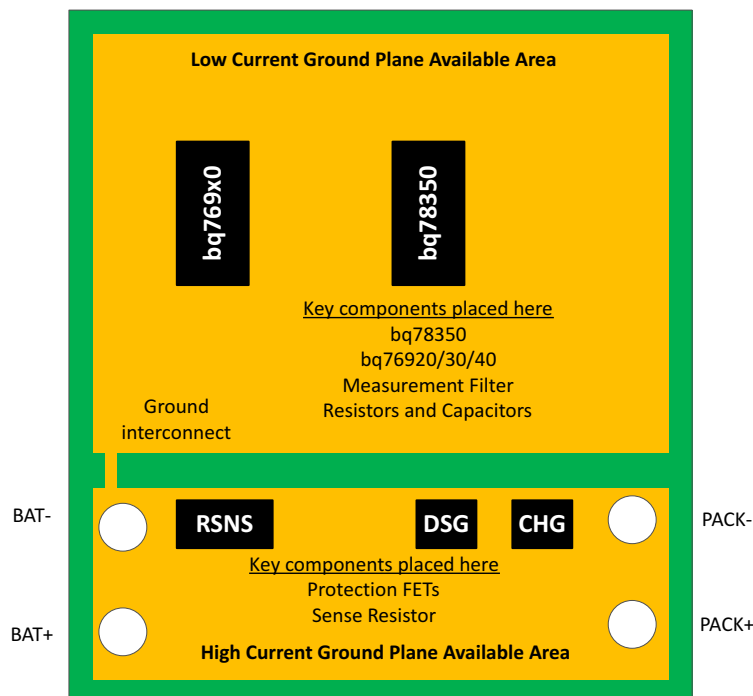 Low Current Ground Plane Available Area
bq769x0
bq78350
Key components placed here
bq78350
bq76920/30/40
Measurement Filter
Resistors and Capacitors
Ground
interconnect
BAT-
RSNS
DSG
CHG
PACK-
Key components placed here
Protection FETs
Sense Resistor
BAT+
PACK+
High Current Ground Plane Available Area